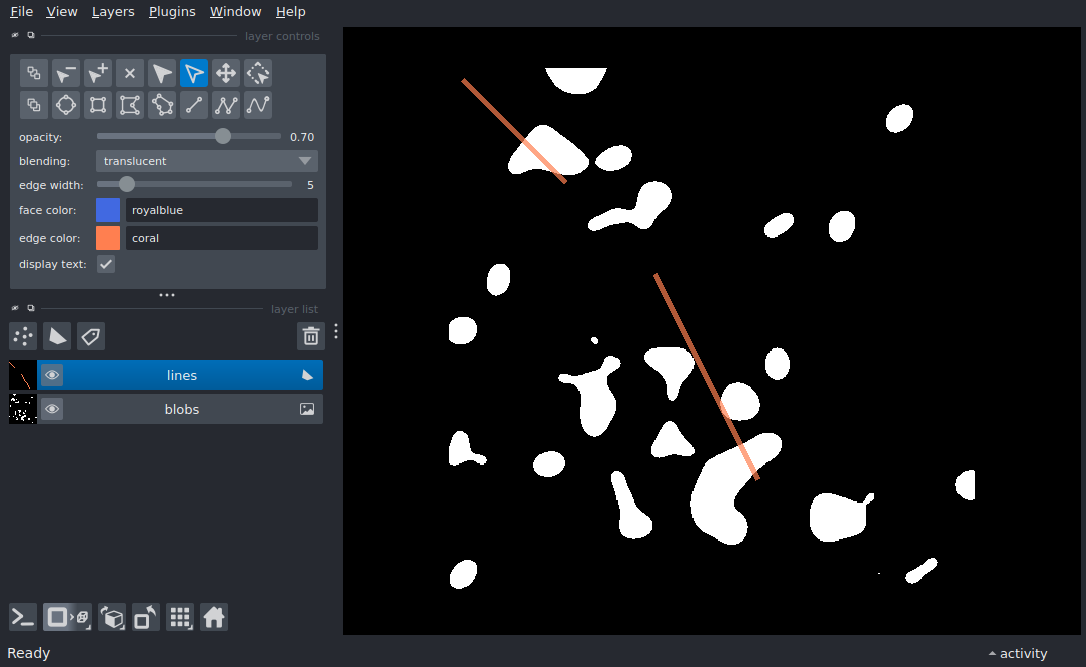 File View Layers Plugins Window Help
layer controls
opacity: 0.70
blending: translucent
edge width: 5
face color: royalblue
edge color: coral
display text:
layer list
lines
blobs
Ready
activity